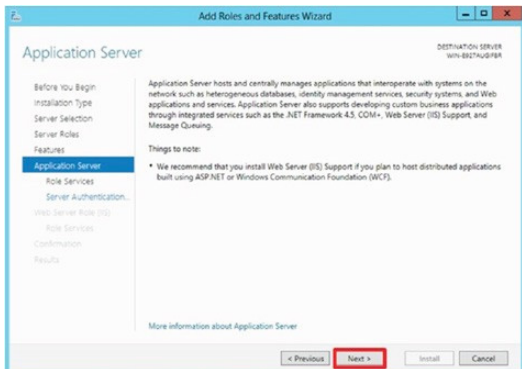 Add Roles and Features Wizard
Application Server
DESTINATION SERVER
Before You Begin
Installation Type
Server Selection
Server Roles
Features
Application Server
Role Services
Server Authentication...
Web Server Role (IIS)
Role Services
Confirmation
Results
Application Server hosts and centrally manages applications that interoperate with systems on the
network such as heterogeneous databases, identity management services, security systems, and Web
applications and services. Application Server also supports developing custom business applications
through integrated services such as the .NET Framework 4.5, COM+, Web Server (IIS) Support, and
Message Queuing.
Things to note:
• We recommend that you install Web Server (IIS) Support if you plan to host distributed applications
built using ASP.NET or Windows Communication Foundation (WCF).
More information about Application Server
< Previous
Next >
Install
Cancel